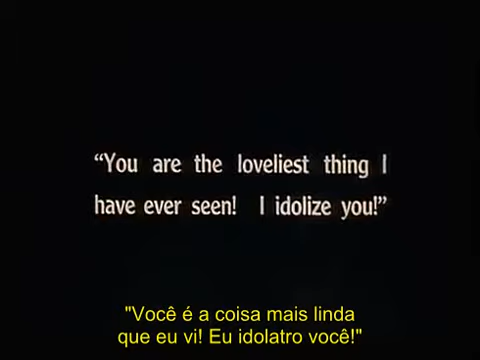 “You are the loveliest thing I
have ever seen! I idolize you!”
"Você é a coisa mais linda
que eu vi! Eu idolatro você!"